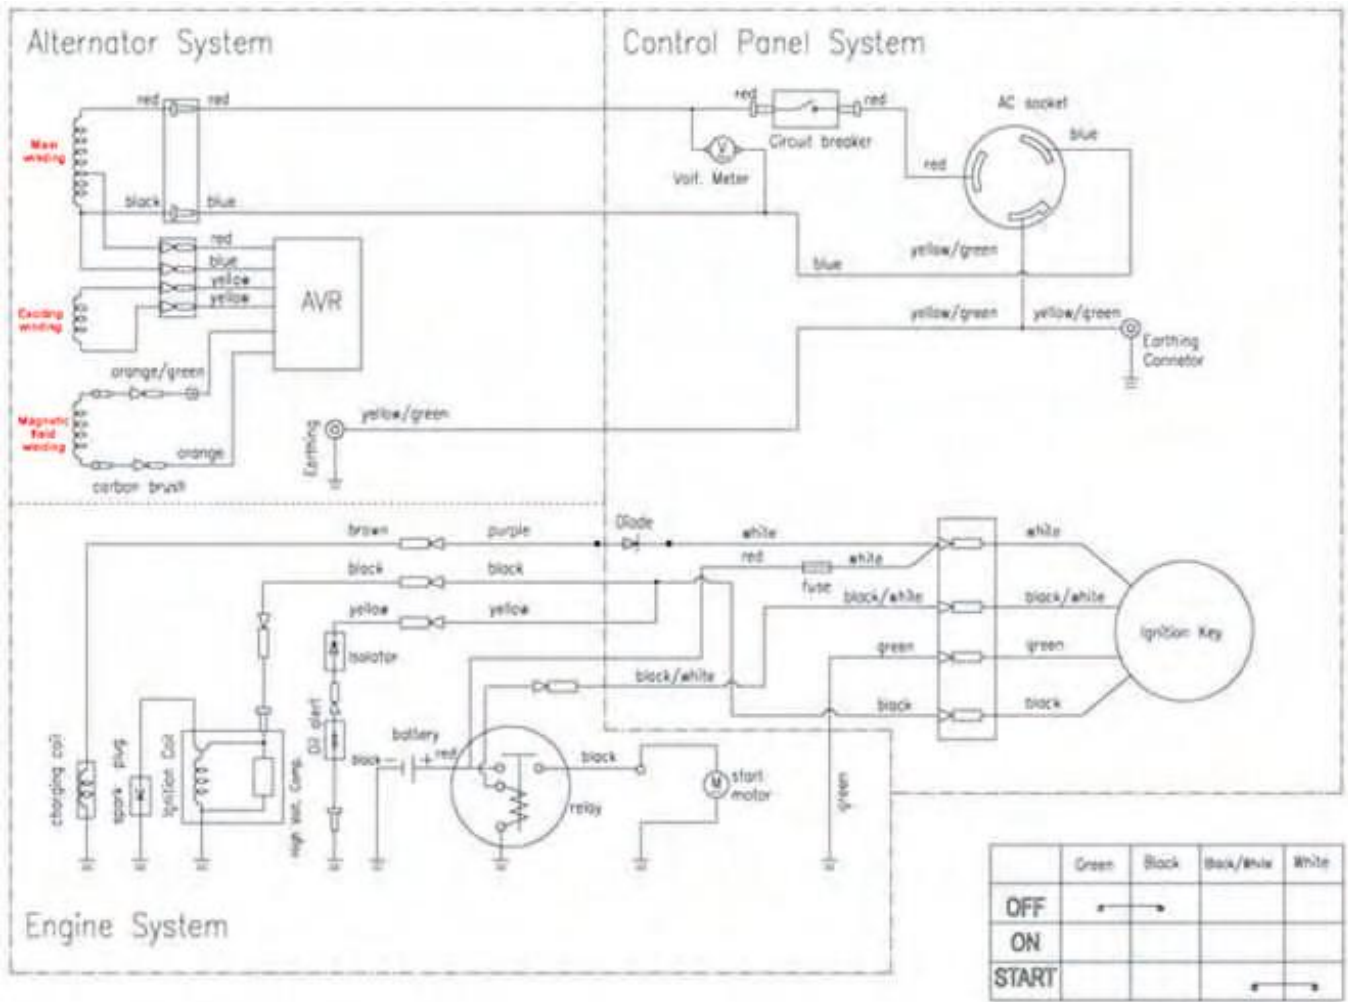 Alternator System
Control Panel System
red
red
red
red
AC socket
Main winding
Circuit breaker
blue
red
Volt. Meter
black
blue
red
blue
yellow
yellow
AVR
yellow/green
blue
Exciting winding
yellow/green
yellow/green
Earthing
Connetor
orange/green
yellow/green
Magnetic field winding
orange
Earthing
carbon brush
Diode
brown
purple
white
white
red
white
fuse
black
black
black/white
black/white
yellow
yellow
Ignition Key
Isolator
green
green
black/white
black
black
charging coil
spark plug
Ignition Coil
High Volt. Comp.
Oil alert
battery
black
-
+
red
black
relay
M
start
motor
green
Engine System
Green
Black
Black/White
White
OFF
ON
START